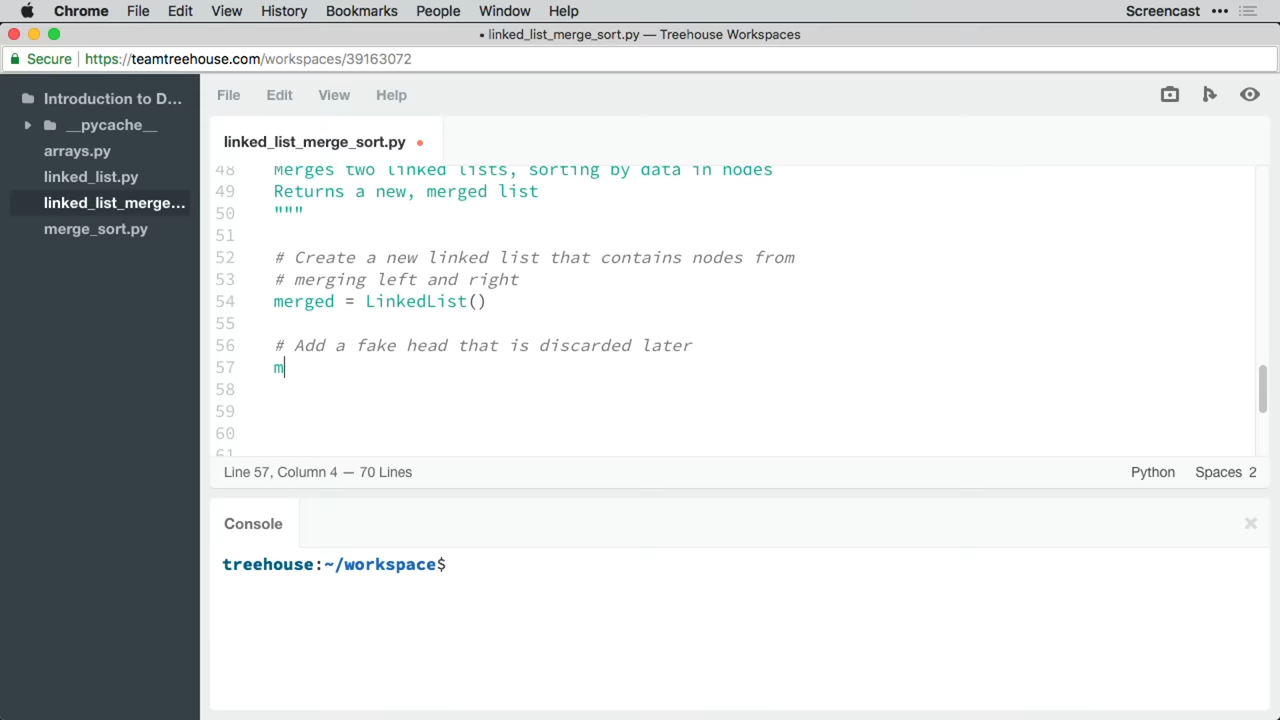 Chrome File Edit View History Bookmarks People Window Help Screencast •••
• linked_list_merge_sort.py — Treehouse Workspaces
Secure https://teamtreehouse.com/workspaces/39163072
Introduction to D...
__pycache__
arrays.py
linked_list.py
linked_list_merge...
merge_sort.py
File Edit View Help
linked_list_merge_sort.py
48 Merges two linked lists, sorting by data in nodes
49 Returns a new, merged list
50 """
51
52 # Create a new linked list that contains nodes from
53 # merging left and right
54 merged = LinkedList()
55
56 # Add a fake head that is discarded later
57 m
58
59
60
61
Line 57, Column 4 — 70 Lines Python Spaces 2
Console
treehouse:~/workspace$